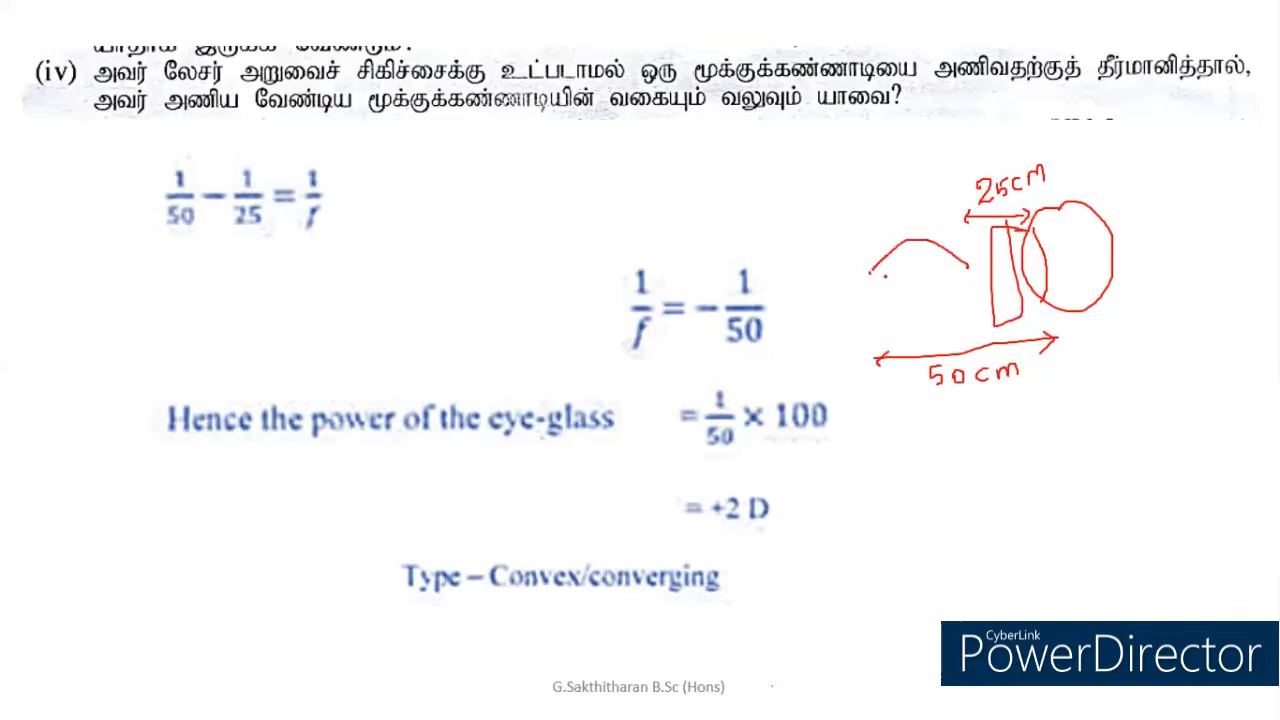 (iv) அவர் லேசர் அறுவைச் சிகிச்சைக்கு உட்படாமல் ஒரு மூக்குக்கண்ணாடியை அணிவதற்குத் தீர்மானித்தால்,
அவர் அணிய வேண்டிய மூக்குக்கண்ணாடியின் வகையும் வலுவும் யாவை?
1/50 − 1/25 = 1/f
25cm
1/f = − 1/50
50cm
Hence the power of the eye-glass = 1/50 × 100
= +2 D
Type – Convex/converging
CyberLink
PowerDirector
G.Sakthitharan B.Sc (Hons)